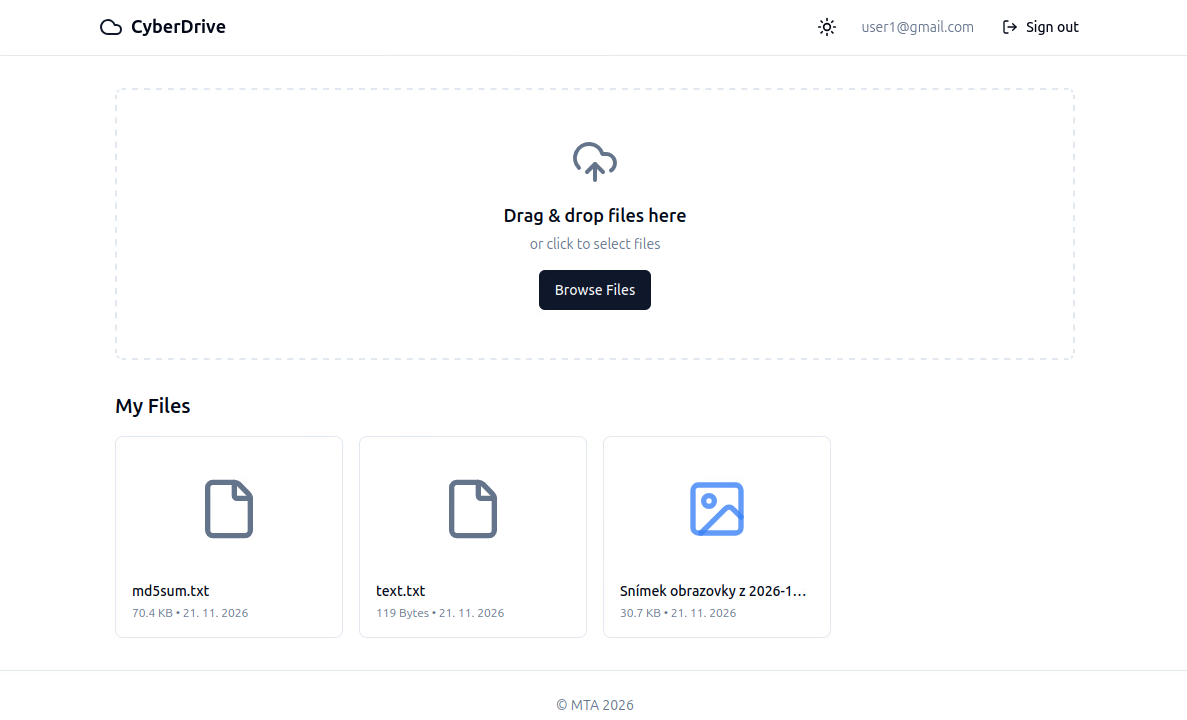 CyberDrive
user1@gmail.com
Sign out
Drag & drop files here
or click to select files
Browse Files
My Files
md5sum.txt
70.4 KB • 21. 11. 2026
text.txt
119 Bytes • 21. 11. 2026
Snímek obrazovky z 2026-1…
30.7 KB • 21. 11. 2026
© MTA 2026